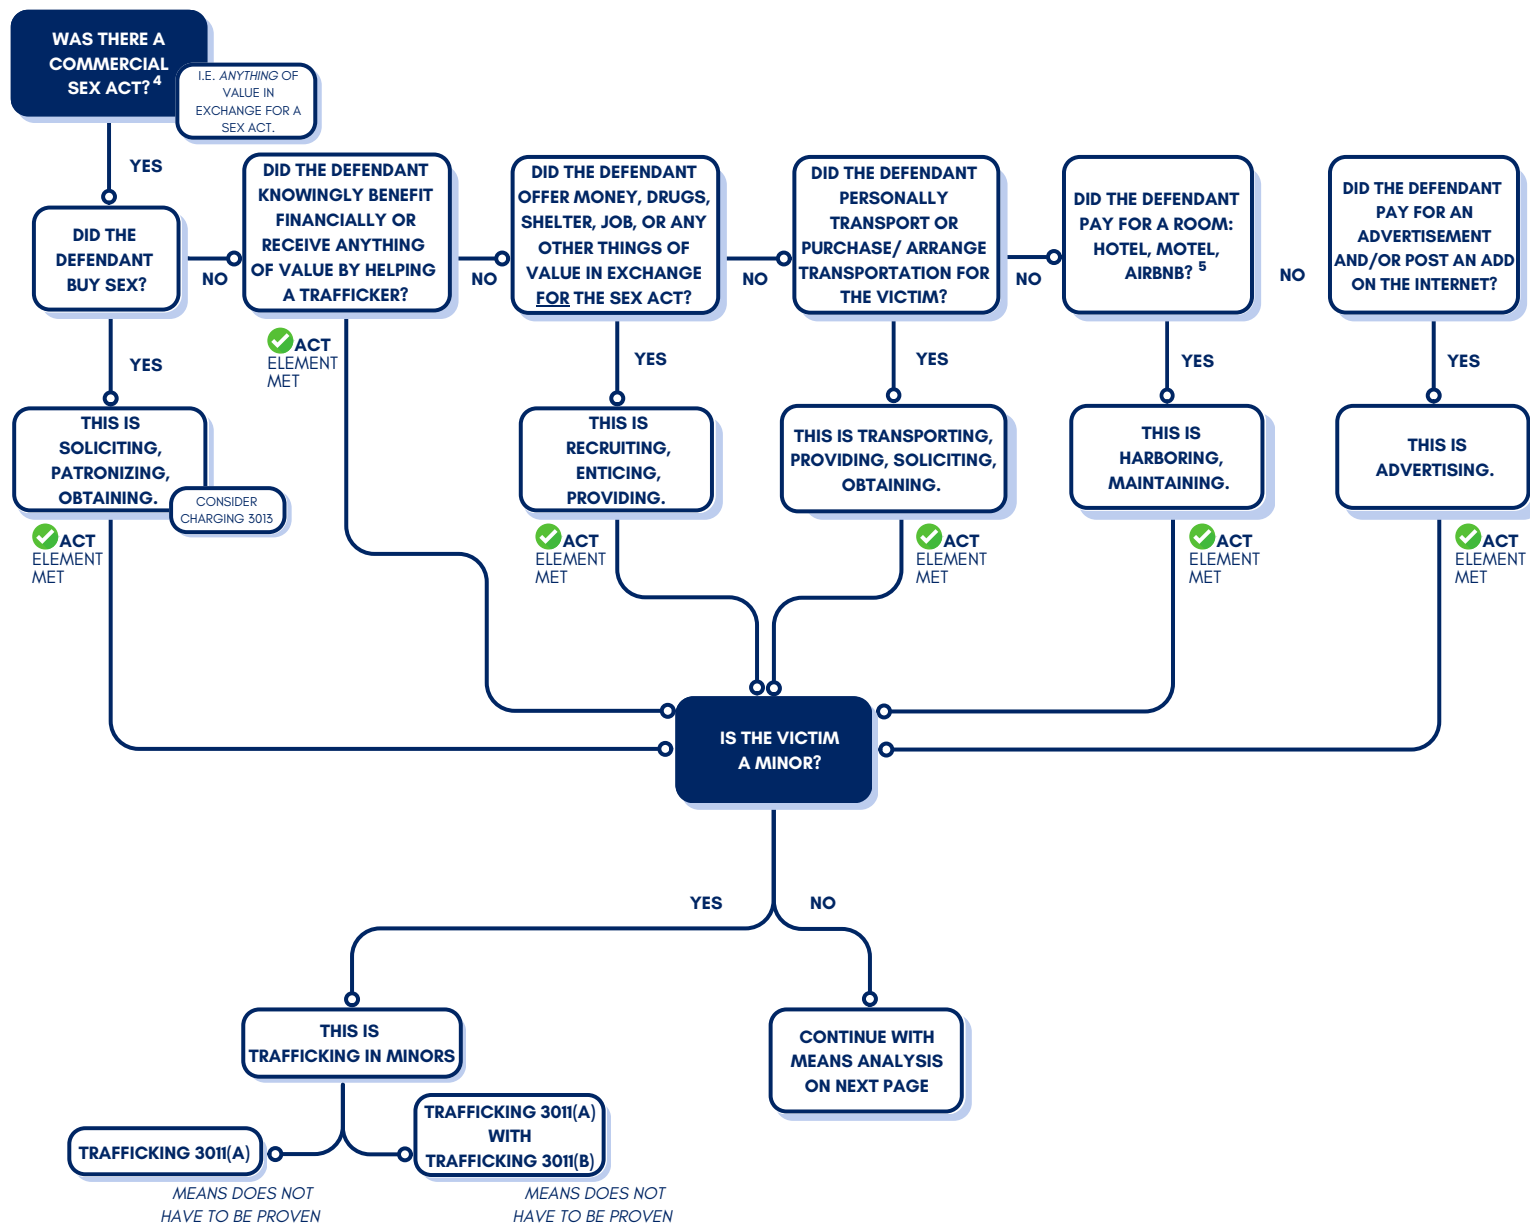 WAS THERE A
COMMERCIAL
SEX ACT? 4
I.E. ANYTHING OF
VALUE IN
EXCHANGE FOR A
SEX ACT.
YES
DID THE
DEFENDANT
BUY SEX?
NO
DID THE DEFENDANT
KNOWINGLY BENEFIT
FINANCIALLY OR
RECEIVE ANYTHING
OF VALUE BY HELPING
A TRAFFICKER?
NO
DID THE DEFENDANT
OFFER MONEY, DRUGS,
SHELTER, JOB, OR ANY
OTHER THINGS OF
VALUE IN EXCHANGE
FOR THE SEX ACT?
NO
DID THE DEFENDANT
PERSONALLY
TRANSPORT OR
PURCHASE/ ARRANGE
TRANSPORTATION FOR
THE VICTIM?
NO
DID THE DEFENDANT
PAY FOR A ROOM:
HOTEL, MOTEL,
AIRBNB? 5
NO
DID THE DEFENDANT
PAY FOR AN
ADVERTISEMENT
AND/OR POST AN ADD
ON THE INTERNET?
YES
ACT
ELEMENT
MET
YES
YES
YES
YES
THIS IS
SOLICITING,
PATRONIZING,
OBTAINING.
CONSIDER
CHARGING 3013
THIS IS
RECRUITING,
ENTICING,
PROVIDING.
THIS IS TRANSPORTING,
PROVIDING, SOLICITING,
OBTAINING.
THIS IS
HARBORING,
MAINTAINING.
THIS IS
ADVERTISING.
ACT
ELEMENT
MET
ACT
ELEMENT
MET
ACT
ELEMENT
MET
ACT
ELEMENT
MET
ACT
ELEMENT
MET
IS THE VICTIM
A MINOR?
YES
NO
THIS IS
TRAFFICKING IN MINORS
CONTINUE WITH
MEANS ANALYSIS
ON NEXT PAGE
TRAFFICKING 3011(A)
MEANS DOES NOT
HAVE TO BE PROVEN
TRAFFICKING 3011(A)
WITH
TRAFFICKING 3011(B)
MEANS DOES NOT
HAVE TO BE PROVEN